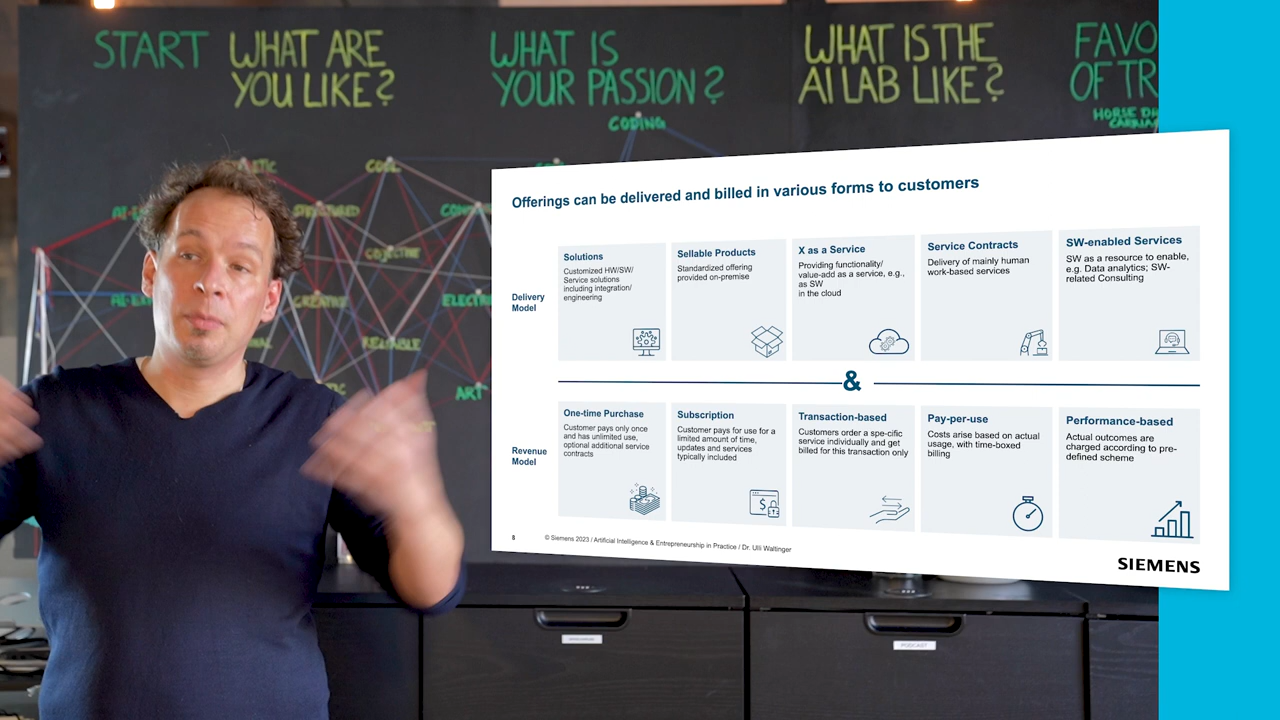 START
WHAT ARE
YOU LIKE?
WHAT IS
YOUR PASSION?
CODING
WHAT IS THE
AI LAB LIKE?
FAVO
OF TR
COOL
OBJECTIVE
ART
Offerings can be delivered and billed in various forms to customers
Delivery
Model
Solutions
Customized HW/SW/
Service solutions
including integration/
engineering
Sellable Products
Standardized offering
provided on-premise
X as a Service
Providing functionality/
value-add as a service, e.g.,
as SW
in the cloud
Service Contracts
Delivery of mainly human
work-based services
SW-enabled Services
SW as a resource to enable,
e.g. Data analytics; SW-
related Consulting
&
Revenue
Model
One-time Purchase
Customer pays only once
and has unlimited use,
optional additional service
contracts
Subscription
Customer pays for use for a
limited amount of time,
updates and services
typically included
$
Transaction-based
Customers order a spe-cific
service individually and get
billed for this transaction only
Pay-per-use
Costs arise based on actual
usage, with time-boxed
billing
Performance-based
Actual outcomes are
charged according to pre-
defined scheme
8
© Siemens 2023 / Artificial Intelligence & Entrepreneurship in Practice / Dr. Ulli Waltinger
SIEMENS
PODCAST